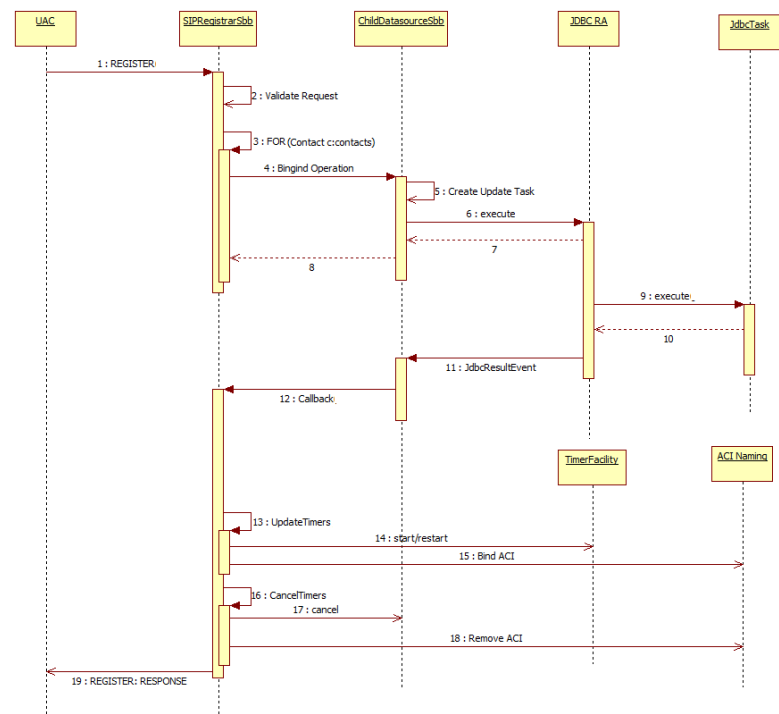 UAC
SIPRegistrarSbb
ChildDatasourceSbb
JDBC RA
JdbcTask
1 : REGISTER
2 : Validate Request
3 : FOR (Contact c:contacts)
4 : Bingind Operation
5 : Create Update Task
6 : execute
7
8
9 : execute
10
11 : JdbcResultEvent
12 : Callback
TimerFacility
ACI Naming
13 : UpdateTimers
14 : start/restart
15 : Bind ACI
16 : CancelTimers
17 : cancel
18 : Remove ACI
19 : REGISTER: RESPONSE